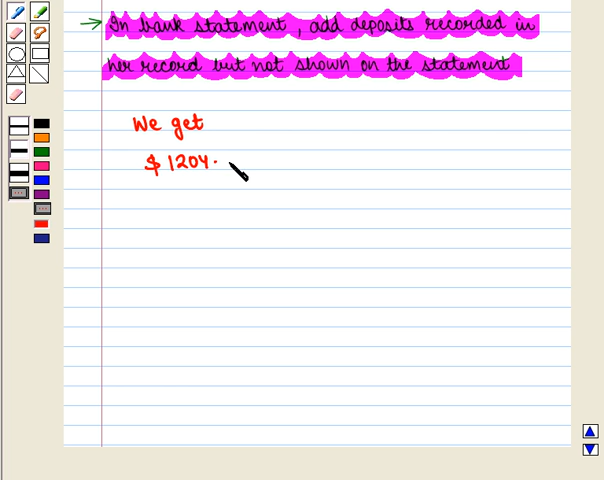 → In bank statement, add deposits recorded in
her record but not shown on the statement
We get
$1204.